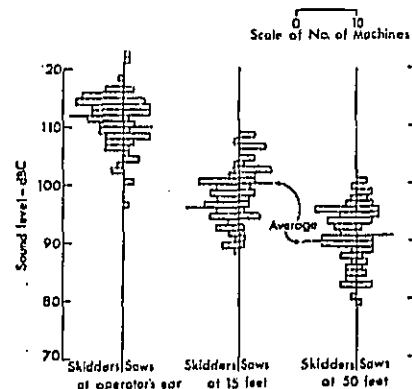 0 10
Scale of No. of Machines
120
110
100
90
80
70
Sound level - dBC
Average
Skidders Saws
at operator's ear
Skidders Saws
at 15 feet
Skidders Saws
at 50 feet